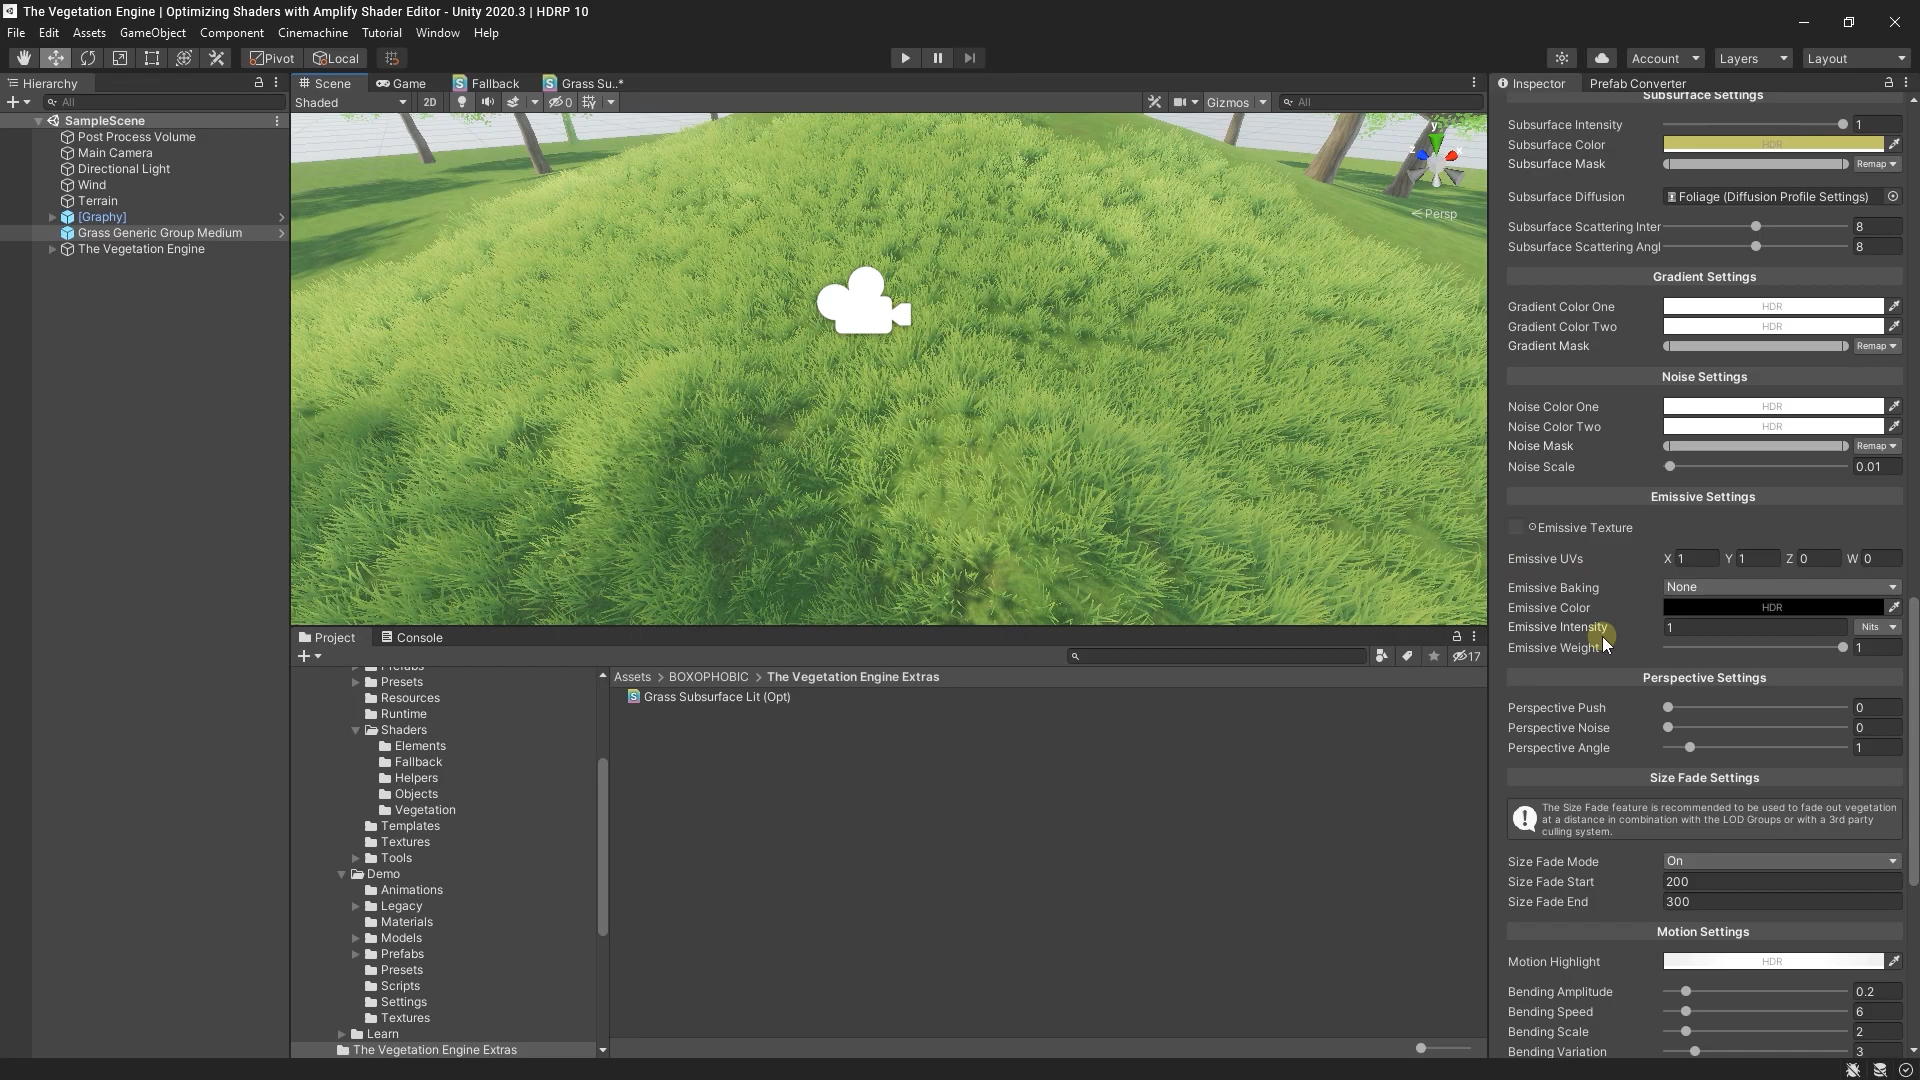 The Vegetation Engine | Optimizing Shaders with Amplify Shader Editor - Unity 2020.3 | HDRP 10
File Edit Assets GameObject Component Cinemachine Tutorial Window Help
Pivot Local Account Layers Layout
Hierarchy
All
SampleScene
Post Process Volume
Main Camera
Directional Light
Wind
Terrain
[Graphy]
Grass Generic Group Medium
The Vegetation Engine
Scene Game Fallback Grass Su..*
Shaded 2D 0 Gizmos All
y
z x
Persp
Project Console
17
Prefabs
Presets
Resources
Runtime
Shaders
Elements
Fallback
Helpers
Objects
Vegetation
Templates
Textures
Tools
Demo
Animations
Legacy
Materials
Models
Prefabs
Presets
Scripts
Settings
Textures
Learn
The Vegetation Engine Extras
Assets > BOXOPHOBIC > The Vegetation Engine Extras
Grass Subsurface Lit (Opt)
Inspector Prefab Converter
Subsurface Settings
Subsurface Intensity 1
Subsurface Color HDR
Subsurface Mask Remap
Subsurface Diffusion Foliage (Diffusion Profile Settings)
Subsurface Scattering Inter 8
Subsurface Scattering Angl 8
Gradient Settings
Gradient Color One HDR
Gradient Color Two HDR
Gradient Mask Remap
Noise Settings
Noise Color One HDR
Noise Color Two HDR
Noise Mask Remap
Noise Scale 0.01
Emissive Settings
Emissive Texture
Emissive UVs X 1 Y 1 Z 0 W 0
Emissive Baking None
Emissive Color HDR
Emissive Intensity 1 Nits
Emissive Weight 1
Perspective Settings
Perspective Push 0
Perspective Noise 0
Perspective Angle 1
Size Fade Settings
The Size Fade feature is recommended to be used to fade out vegetation
at a distance in combination with the LOD Groups or with a 3rd party
culling system.
Size Fade Mode On
Size Fade Start 200
Size Fade End 300
Motion Settings
Motion Highlight HDR
Bending Amplitude 0.2
Bending Speed 6
Bending Scale 2
Bending Variation 3